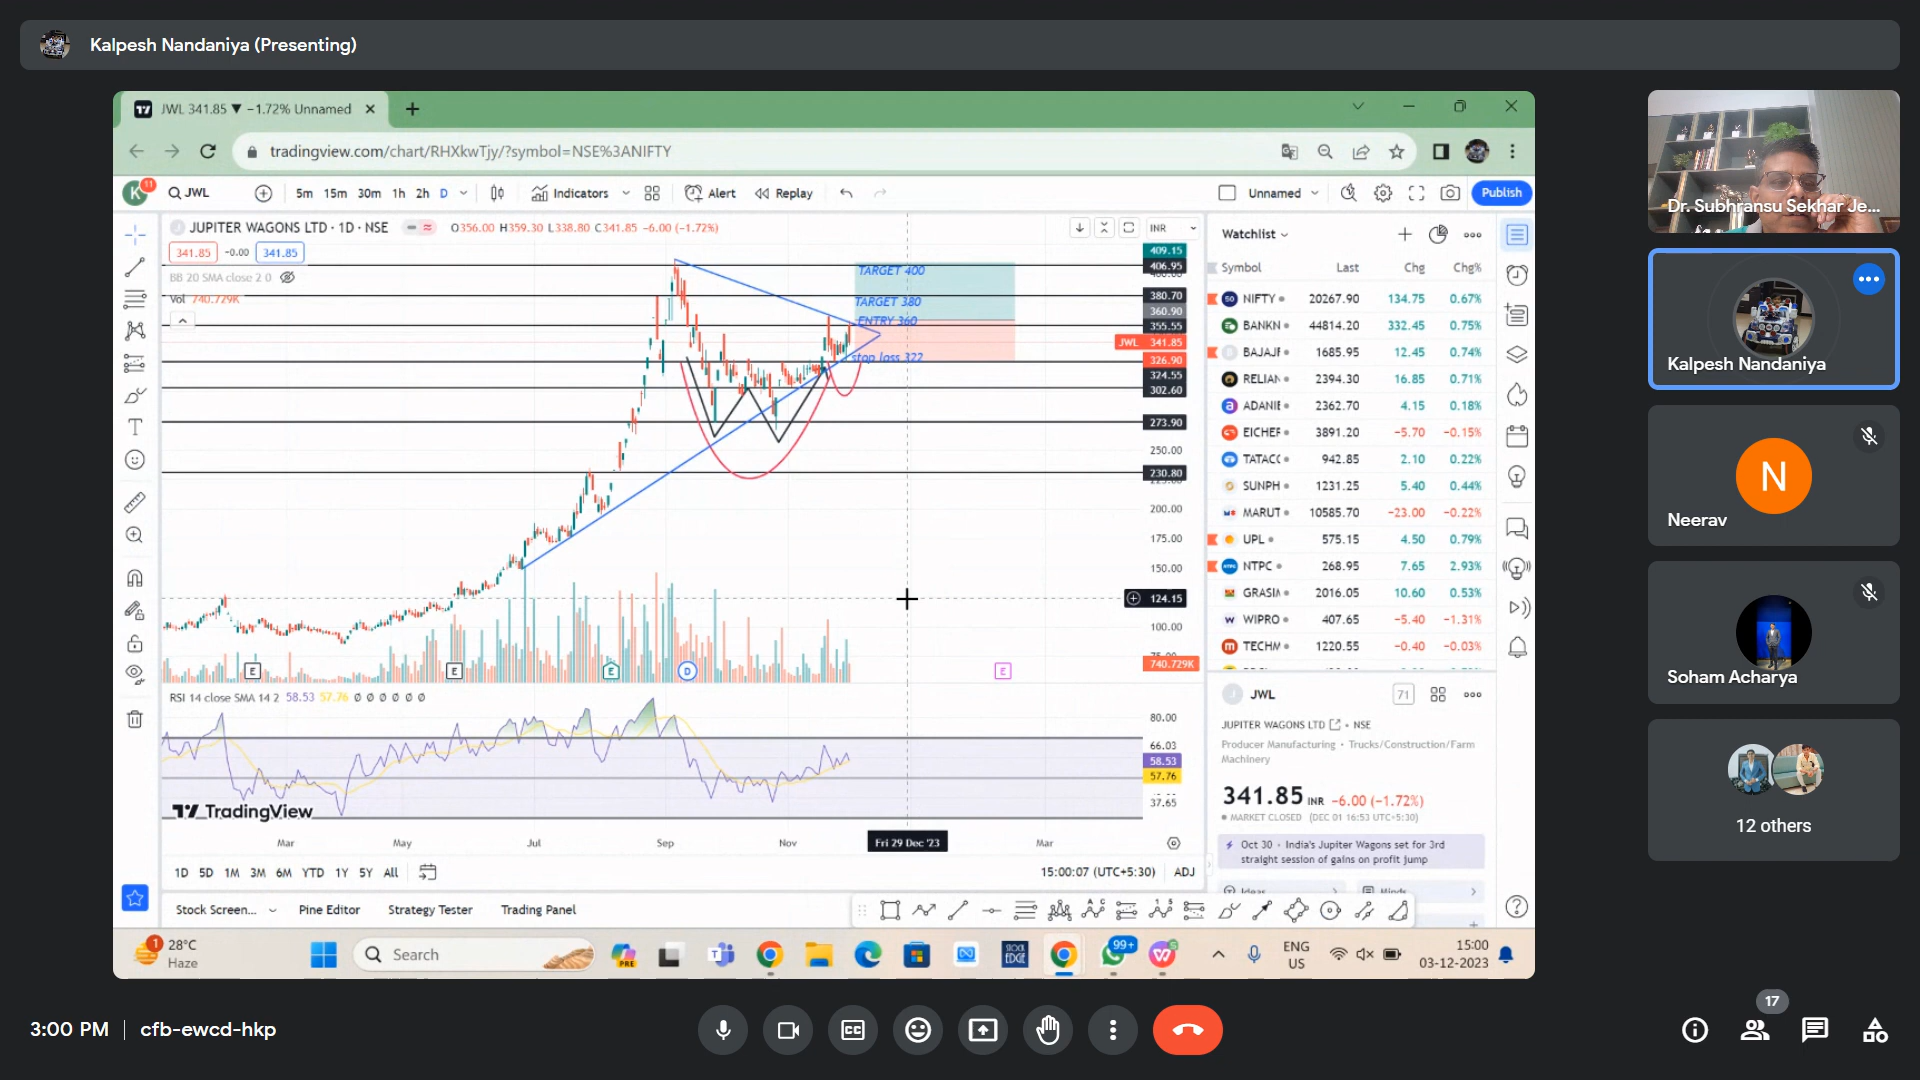 Kalpesh Nandaniya (Presenting)
JWL 341.85 ▼ −1.72% Unnamed
tradingview.com/chart/RHXkwTjy/?symbol=NSE%3ANIFTY
K 11 JWL 5m 15m 30m 1h 2h D Indicators Alert Replay Unnamed Publish
JUPITER WAGONS LTD · 1D · NSE O356.00 H359.30 L338.80 C341.85 −6.00 (−1.72%)
INR
341.85 −0.00 341.85
BB 20 SMA close 2 0
Vol 740.729K
TARGET 400
TARGET 380
ENTRY 360
stop loss 322
409.15
406.95
380.70
360.90
355.55
JWL 341.85
326.90
324.55
302.60
273.90
250.00
230.80
200.00
175.00
150.00
124.15
100.00
740.729K
E E E D E
RSI 14 close SMA 14 2 58.53 57.76 Ø Ø Ø Ø Ø Ø
80.00
66.03
58.53
57.76
37.65
TradingView
Mar May Jul Sep Nov Fri 29 Dec '23 Mar
1D 5D 1M 3M 6M YTD 1Y 5Y All
15:00:07 (UTC+5:30) ADJ
Stock Screen... Pine Editor Strategy Tester Trading Panel
Watchlist
Symbol Last Chg Chg%
NIFTY 20267.90 134.75 0.67%
BANKN 44814.20 332.45 0.75%
BAJAJF 1685.95 12.45 0.74%
RELIAN 2394.30 16.85 0.71%
ADANIE 2362.70 4.15 0.18%
EICHEF 3891.20 −5.70 −0.15%
TATACC 942.85 2.10 0.22%
SUNPH 1231.25 5.40 0.44%
MARUT 10585.70 −23.00 −0.22%
UPL 575.15 4.50 0.79%
NTPC 268.95 7.65 2.93%
GRASIM 2016.05 10.60 0.53%
WIPRO 407.65 −5.40 −1.31%
TECHM 1220.55 −0.40 −0.03%
JWL 71
JUPITER WAGONS LTD • NSE
Producer Manufacturing • Trucks/Construction/Farm
Machinery
341.85 INR −6.00 (−1.72%)
MARKET CLOSED (DEC 01 16:53 UTC+5:30)
Oct 30 • India's Jupiter Wagons set for 3rd
straight session of gains on profit jump
Ideas Minds
1 28°C
Haze
Search
PRE
STOCK EDGE
99+
ENG
US
15:00
03-12-2023
Dr. Subhransu Sekhar Je...
Kalpesh Nandaniya
N
Neerav
Soham Acharya
12 others
3:00 PM | cfb-ewcd-hkp
17